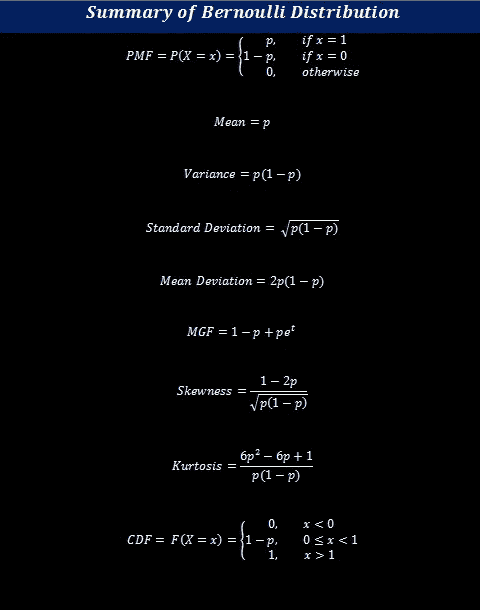 Summary of Bernoulli Distribution
PMF = P(X = x) = { p, if x = 1
1 − p, if x = 0
0, otherwise
Mean = p
Variance = p(1 − p)
Standard Deviation = √p(1 − p)
Mean Deviation = 2p(1 − p)
MGF = 1 − p + pe^t
Skewness = (1 − 2p) / √p(1 − p)
Kurtosis = (6p² − 6p + 1) / p(1 − p)
CDF = F(X = x) = { 0, x < 0
1 − p, 0 ≤ x < 1
1, x > 1